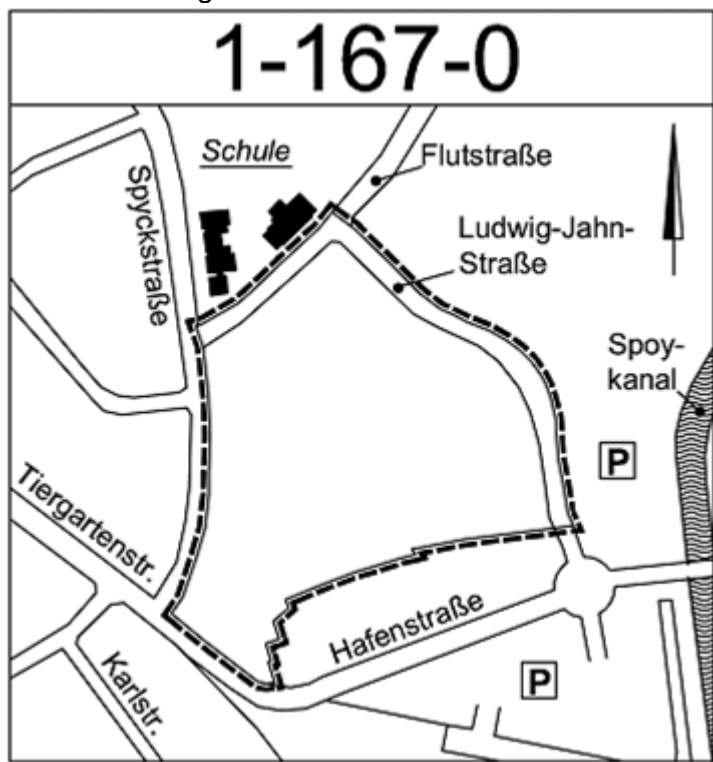 1-167-0
Schule
Flutstraße
Spyckstraße
Ludwig-Jahn-
Straße
Spoy-
kanal
P
Tiergartenstr.
Hafenstraße
Karlstr.
P